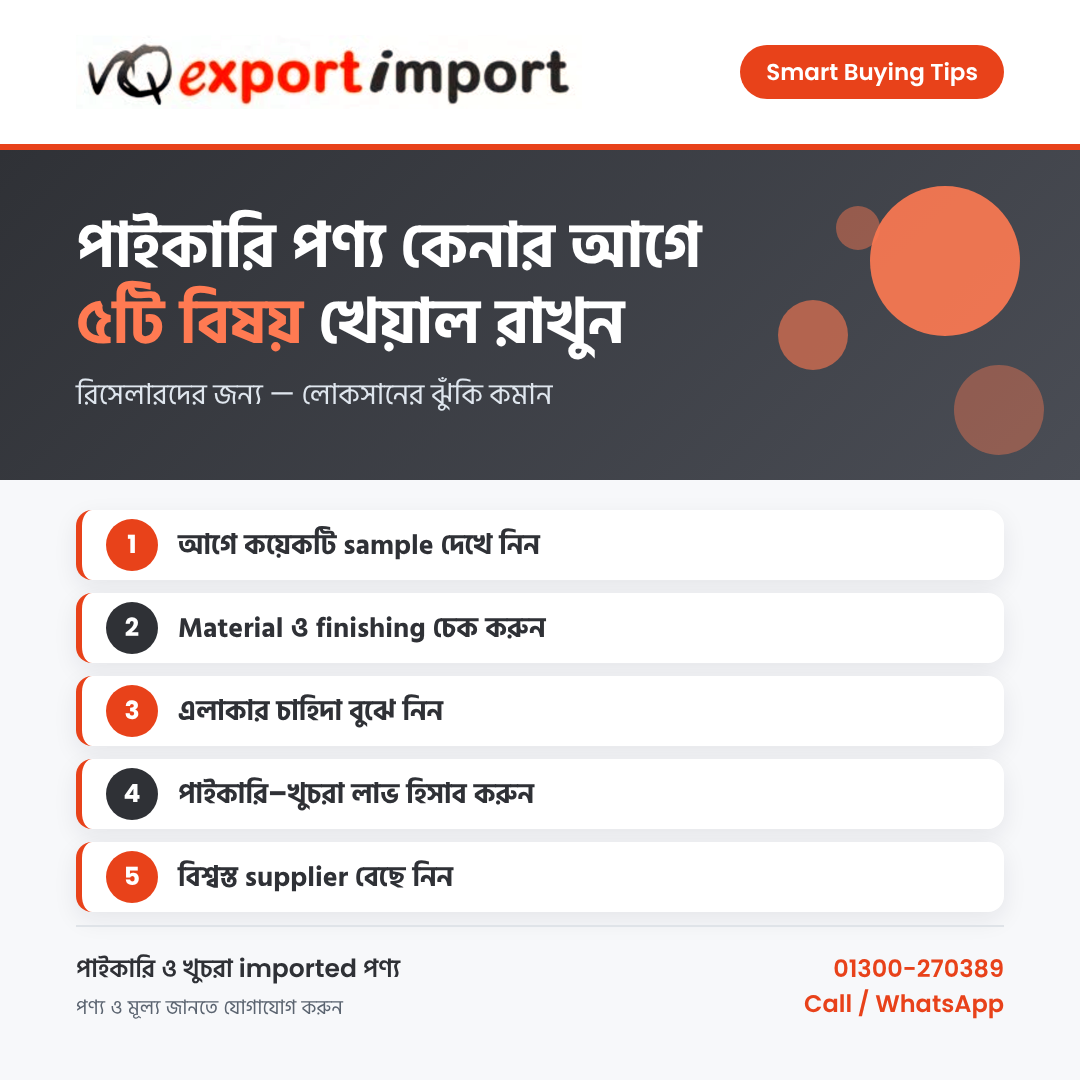 vQ export import
Smart Buying Tips
পাইকারি পণ্য কেনার আগে
৫টি বিষয় খেয়াল রাখুন
রিসেলারদের জন্য — লোকসানের ঝুঁকি কমান
1 আগে কয়েকটি sample দেখে নিন
2 Material ও finishing চেক করুন
3 এলাকার চাহিদা বুঝে নিন
4 পাইকারি–খুচরা লাভ হিসাব করুন
5 বিশ্বস্ত supplier বেছে নিন
পাইকারি ও খুচরা imported পণ্য
পণ্য ও মূল্য জানতে যোগাযোগ করুন
01300-270389
Call / WhatsApp